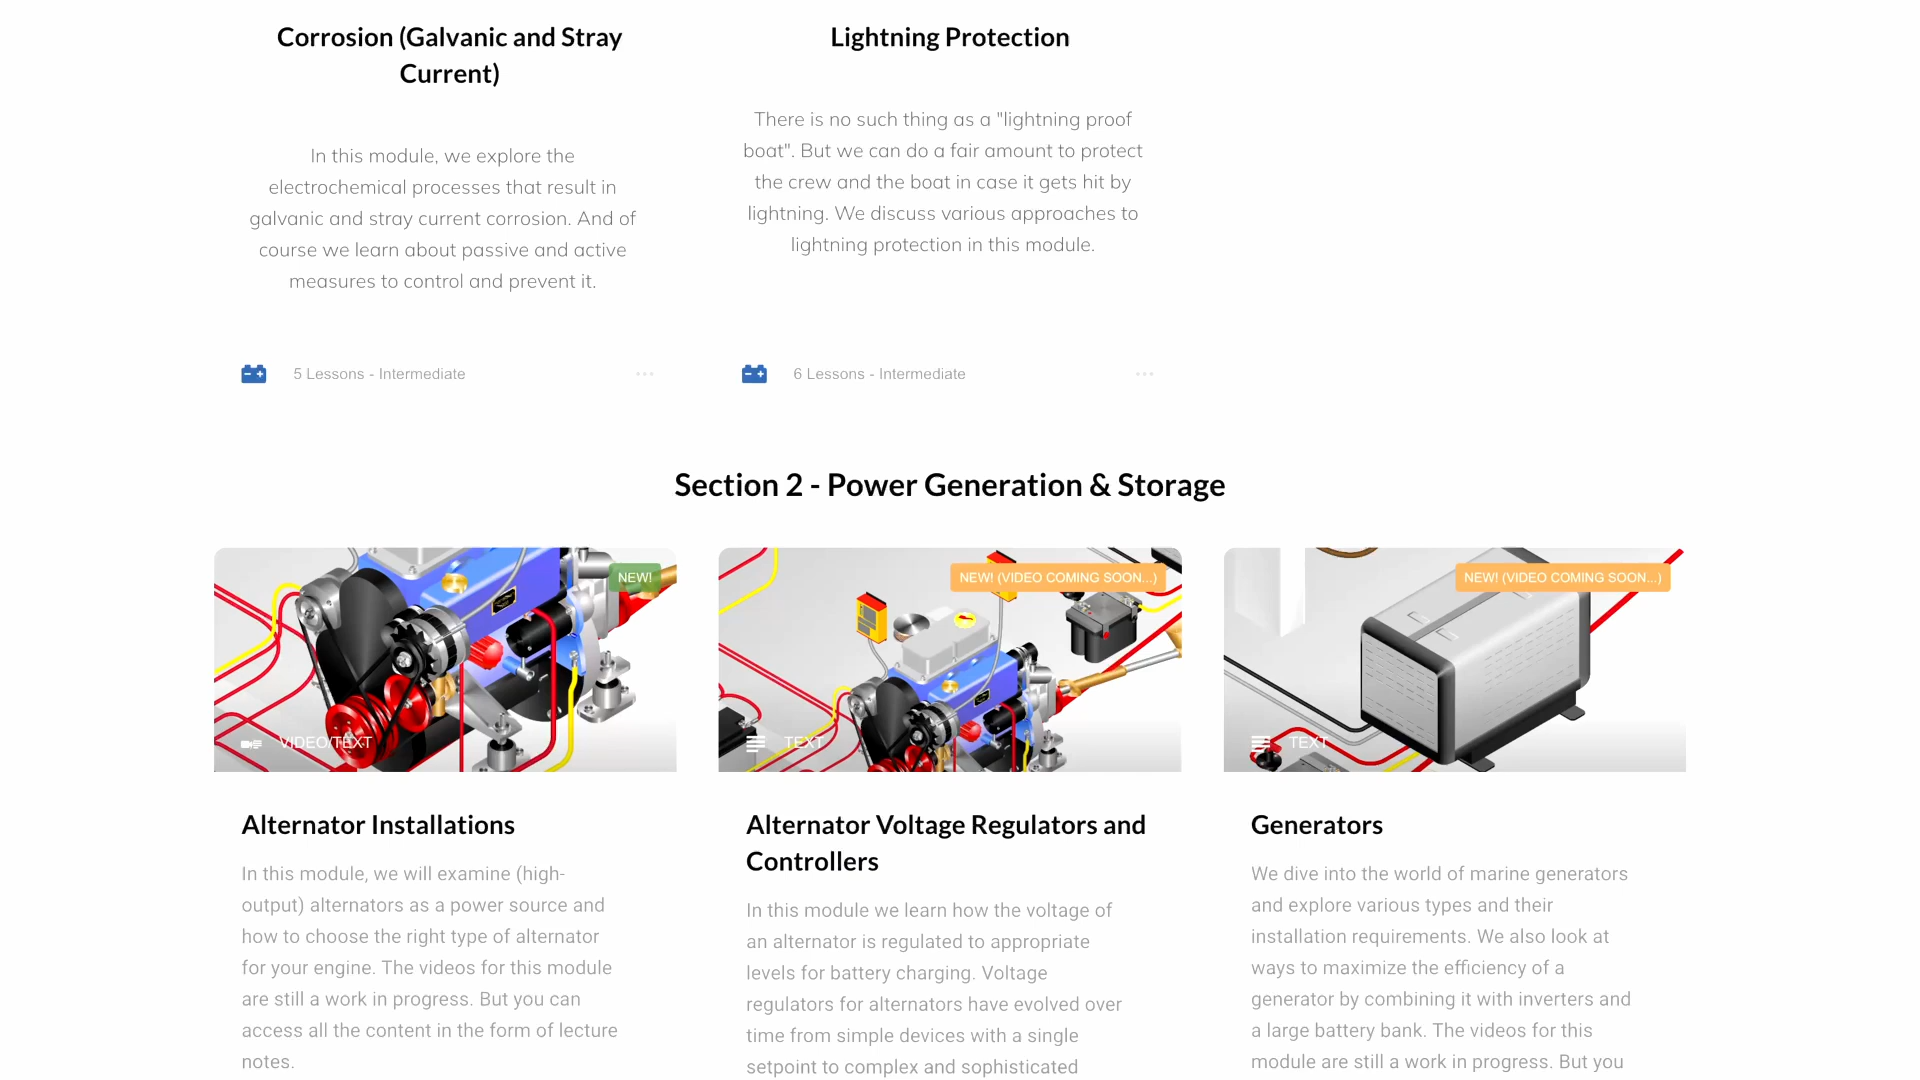 Corrosion (Galvanic and Stray
Current)
In this module, we explore the
electrochemical processes that result in
galvanic and stray current corrosion. And of
course we learn about passive and active
measures to control and prevent it.
5 Lessons - Intermediate
Lightning Protection
There is no such thing as a "lightning proof
boat". But we can do a fair amount to protect
the crew and the boat in case it gets hit by
lightning. We discuss various approaches to
lightning protection in this module.
6 Lessons - Intermediate
Section 2 - Power Generation & Storage
NEW!
VIDEO/TEXT
Alternator Installations
In this module, we will examine (high-
output) alternators as a power source and
how to choose the right type of alternator
for your engine. The videos for this module
are still a work in progress. But you can
access all the content in the form of lecture
notes.
NEW! (VIDEO COMING SOON...)
TEXT
Alternator Voltage Regulators and
Controllers
In this module we learn how the voltage of
an alternator is regulated to appropriate
levels for battery charging. Voltage
regulators for alternators have evolved over
time from simple devices with a single
setpoint to complex and sophisticated
NEW! (VIDEO COMING SOON...)
TEXT
Generators
We dive into the world of marine generators
and explore various types and their
installation requirements. We also look at
ways to maximize the efficiency of a
generator by combining it with inverters and
a large battery bank. The videos for this
module are still a work in progress. But you